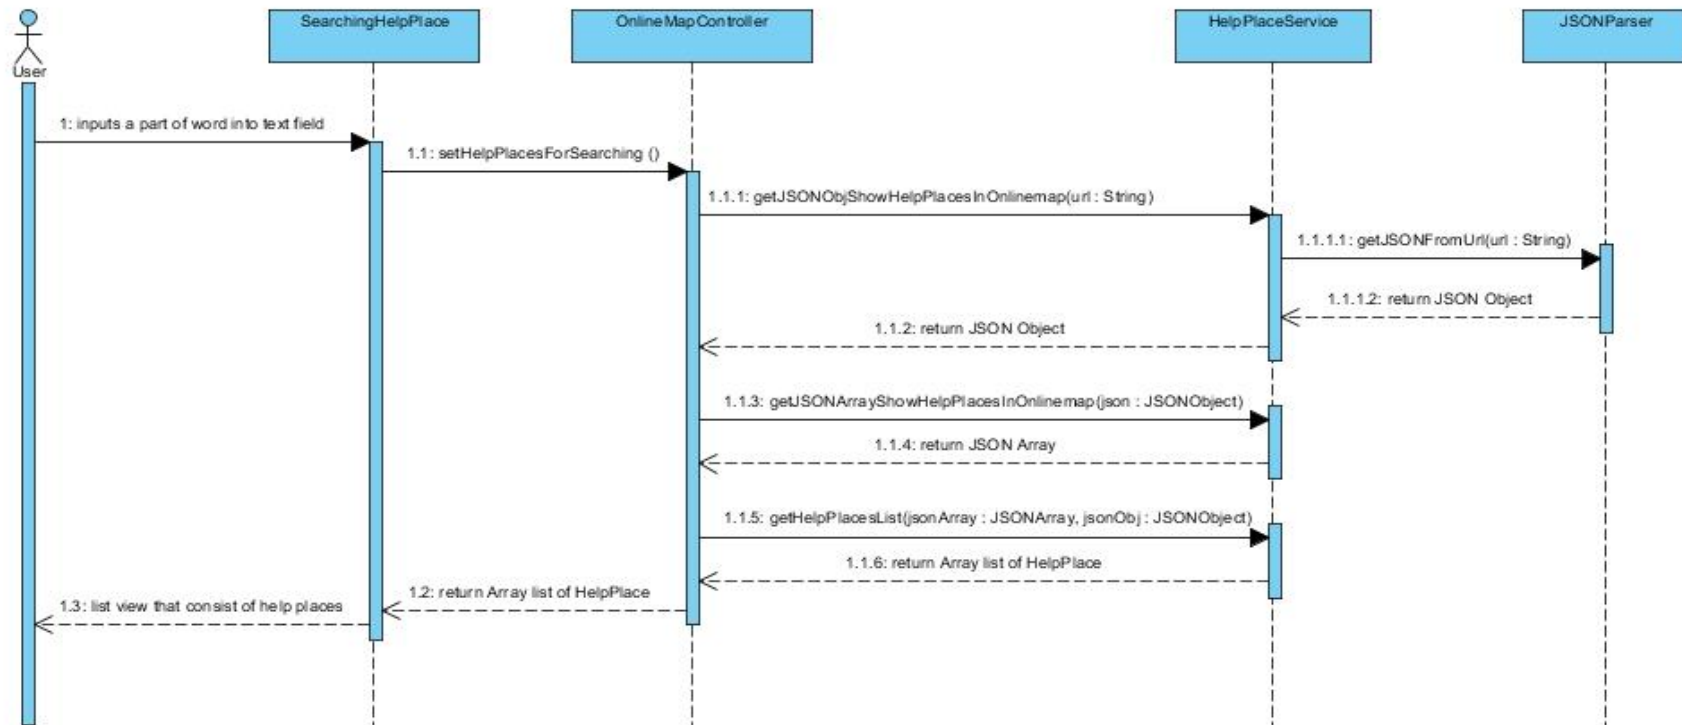 SearchingHelpPlace
OnlineMapController
HelpPlaceService
JSONParser
User
1: inputs a part of word into text field
1.1: setHelpPlacesForSearching ()
1.1.1: getJSONObjShowHelpPlacesInOnlinemap(url : String)
1.1.1.1: getJSONFromUrl(url : String)
1.1.1.2: return JSON Object
1.1.2: return JSON Object
1.1.3: getJSONArrayShowHelpPlacesInOnlinemap(json : JSONObject)
1.1.4: return JSON Array
1.1.5: getHelpPlacesList(jsonArray : JSONArray, jsonObj : JSONObject)
1.1.6: return Array list of HelpPlace
1.2: return Array list of HelpPlace
1.3: list view that consist of help places